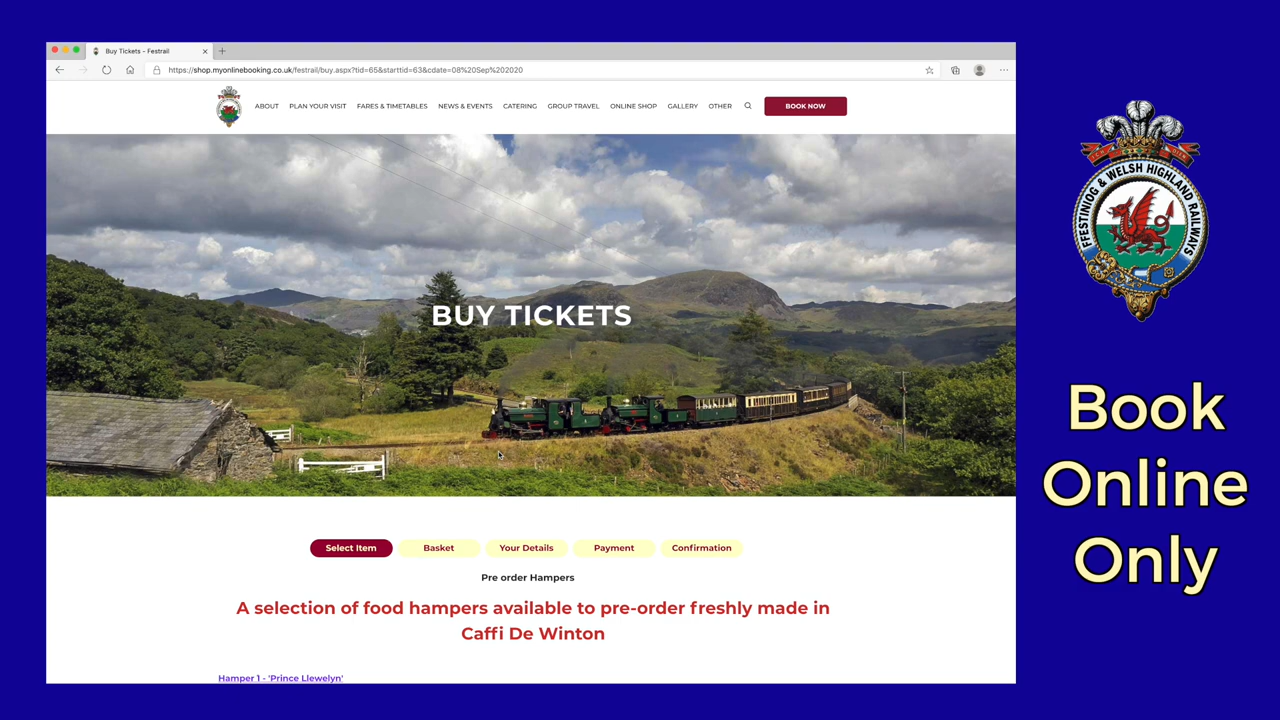 Buy Tickets - Festrail
https://shop.myonlinebooking.co.uk/festrail/buy.aspx?tid=65&starttid=63&cdate=08%20Sep%202020
ABOUT PLAN YOUR VISIT FARES & TIMETABLES NEWS & EVENTS CATERING GROUP TRAVEL ONLINE SHOP GALLERY OTHER BOOK NOW
BUY TICKETS
Select Item Basket Your Details Payment Confirmation
Pre order Hampers
A selection of food hampers available to pre-order freshly made in
Caffi De Winton
Hamper 1 - 'Prince Llewelyn'
FFESTINIOG & WELSH HIGHLAND RAILWAYS
Book
Online
Only